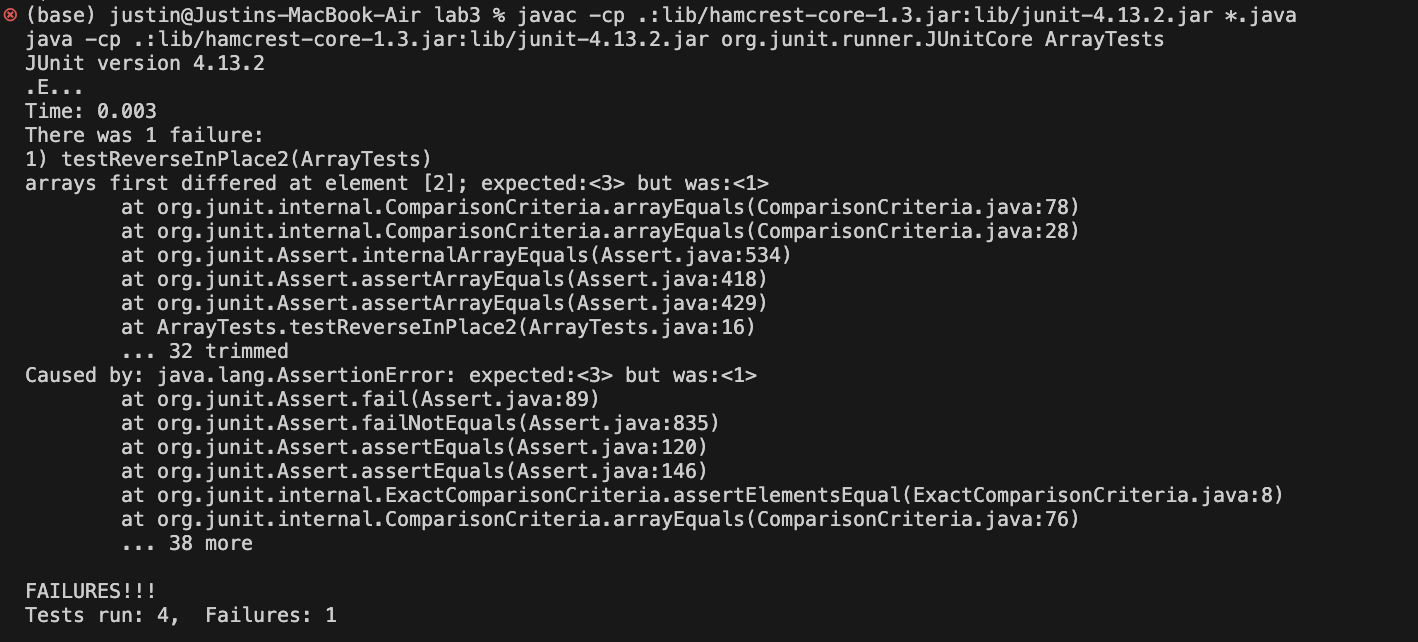 (base) justin@Justins-MacBook-Air lab3 % javac -cp .:lib/hamcrest-core-1.3.jar:lib/junit-4.13.2.jar *.java
java -cp .:lib/hamcrest-core-1.3.jar:lib/junit-4.13.2.jar org.junit.runner.JUnitCore ArrayTests
JUnit version 4.13.2
.E...
Time: 0.003
There was 1 failure:
1) testReverseInPlace2(ArrayTests)
arrays first differed at element [2]; expected:<3> but was:<1>
        at org.junit.internal.ComparisonCriteria.arrayEquals(ComparisonCriteria.java:78)
        at org.junit.internal.ComparisonCriteria.arrayEquals(ComparisonCriteria.java:28)
        at org.junit.Assert.internalArrayEquals(Assert.java:534)
        at org.junit.Assert.assertArrayEquals(Assert.java:418)
        at org.junit.Assert.assertArrayEquals(Assert.java:429)
        at ArrayTests.testReverseInPlace2(ArrayTests.java:16)
        ... 32 trimmed
Caused by: java.lang.AssertionError: expected:<3> but was:<1>
        at org.junit.Assert.fail(Assert.java:89)
        at org.junit.Assert.failNotEquals(Assert.java:835)
        at org.junit.Assert.assertEquals(Assert.java:120)
        at org.junit.Assert.assertEquals(Assert.java:146)
        at org.junit.internal.ExactComparisonCriteria.assertElementsEqual(ExactComparisonCriteria.java:8)
        at org.junit.internal.ComparisonCriteria.arrayEquals(ComparisonCriteria.java:76)
        ... 38 more

FAILURES!!!
Tests run: 4,  Failures: 1